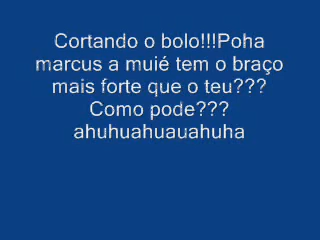 Cortando o bolo!!!Poha
marcus a muié tem o braço
mais forte que o teu???
Como pode???
ahuhuahuauahuha